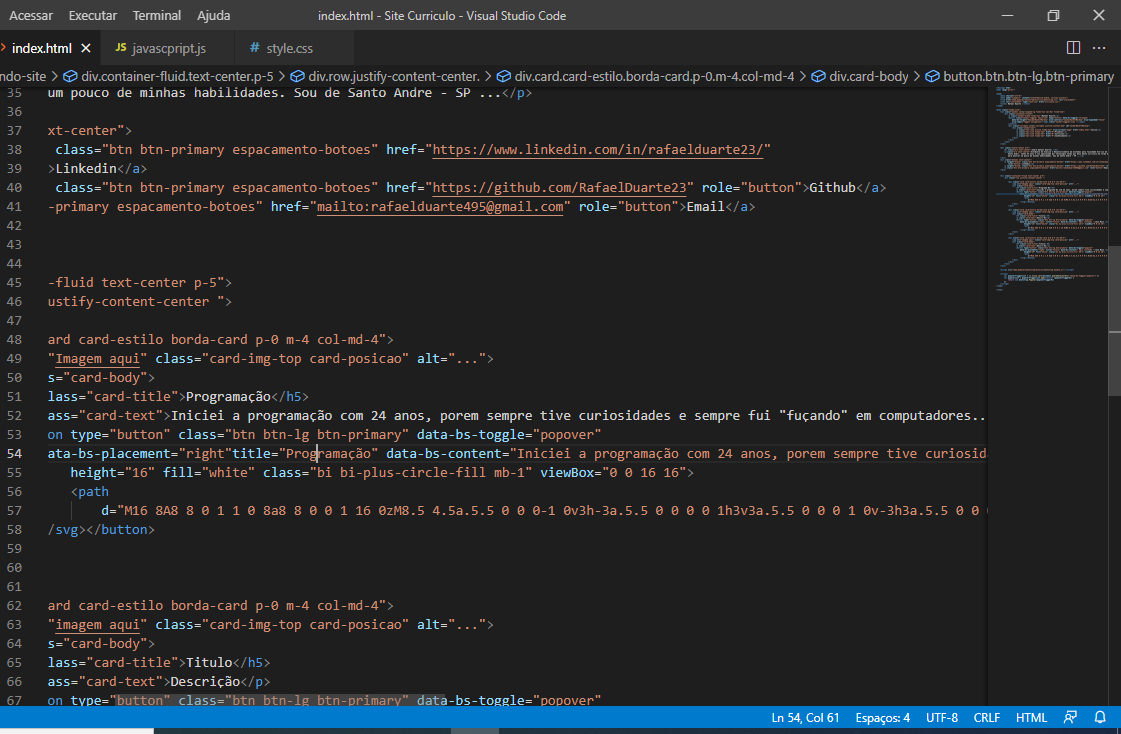 Acessar Executar Terminal Ajuda index.html - Site Curriculo - Visual Studio Code
index.html JS javascpript.js # style.css
ndo-site > div.container-fluid.text-center.p-5 > div.row.justify-content-center. > div.card.card-estilo.borda-card.p-0.m-4.col-md-4 > div.card-body > button.btn.btn-lg.btn-primary
35 um pouco de minhas habilidades. Sou de Santo Andre - SP ...</p>
36
37 xt-center">
38 class="btn btn-primary espacamento-botoes" href="https://www.linkedin.com/in/rafaelduarte23/"
39 >Linkedin</a>
40 class="btn btn-primary espacamento-botoes" href="https://github.com/RafaelDuarte23" role="button">Github</a>
41 -primary espacamento-botoes" href="mailto:rafaelduarte495@gmail.com" role="button">Email</a>
42
43
44
45 -fluid text-center p-5">
46 ustify-content-center ">
47
48 ard card-estilo borda-card p-0 m-4 col-md-4">
49 "Imagem aqui" class="card-img-top card-posicao" alt="...">
50 s="card-body">
51 lass="card-title">Programação</h5>
52 ass="card-text">Iniciei a programação com 24 anos, porem sempre tive curiosidades e sempre fui "fuçando" em computadores..
53 on type="button" class="btn btn-lg btn-primary" data-bs-toggle="popover"
54 ata-bs-placement="right"title="Programação" data-bs-content="Iniciei a programação com 24 anos, porem sempre tive curiosid
55 height="16" fill="white" class="bi bi-plus-circle-fill mb-1" viewBox="0 0 16 16">
56 <path
57 d="M16 8A8 8 0 1 1 0 8a8 8 0 0 1 16 0zM8.5 4.5a.5.5 0 0 0-1 0v3h-3a.5.5 0 0 0 0 1h3v3a.5.5 0 0 0 1 0v-3h3a.5.5 0 0
58 /svg></button>
59
60
61
62 ard card-estilo borda-card p-0 m-4 col-md-4">
63 "imagem aqui" class="card-img-top card-posicao" alt="...">
64 s="card-body">
65 lass="card-title">Titulo</h5>
66 ass="card-text">Descrição</p>
67 on type="button" class="btn btn-lg btn-primary" data-bs-toggle="popover"
Ln 54, Col 61 Espaços: 4 UTF-8 CRLF HTML